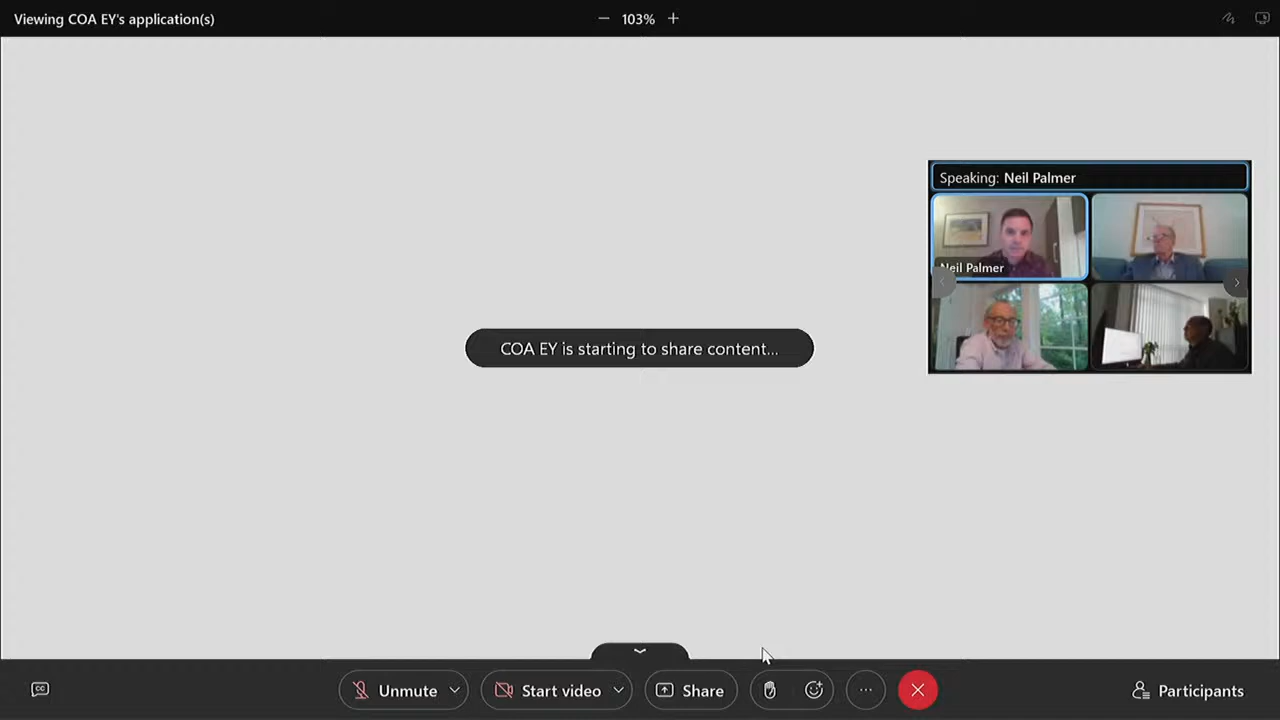 Viewing COA EY's application(s)
103%
Speaking: Neil Palmer
Neil Palmer
COA EY is starting to share content...
CC
Unmute
Start video
Share
Participants